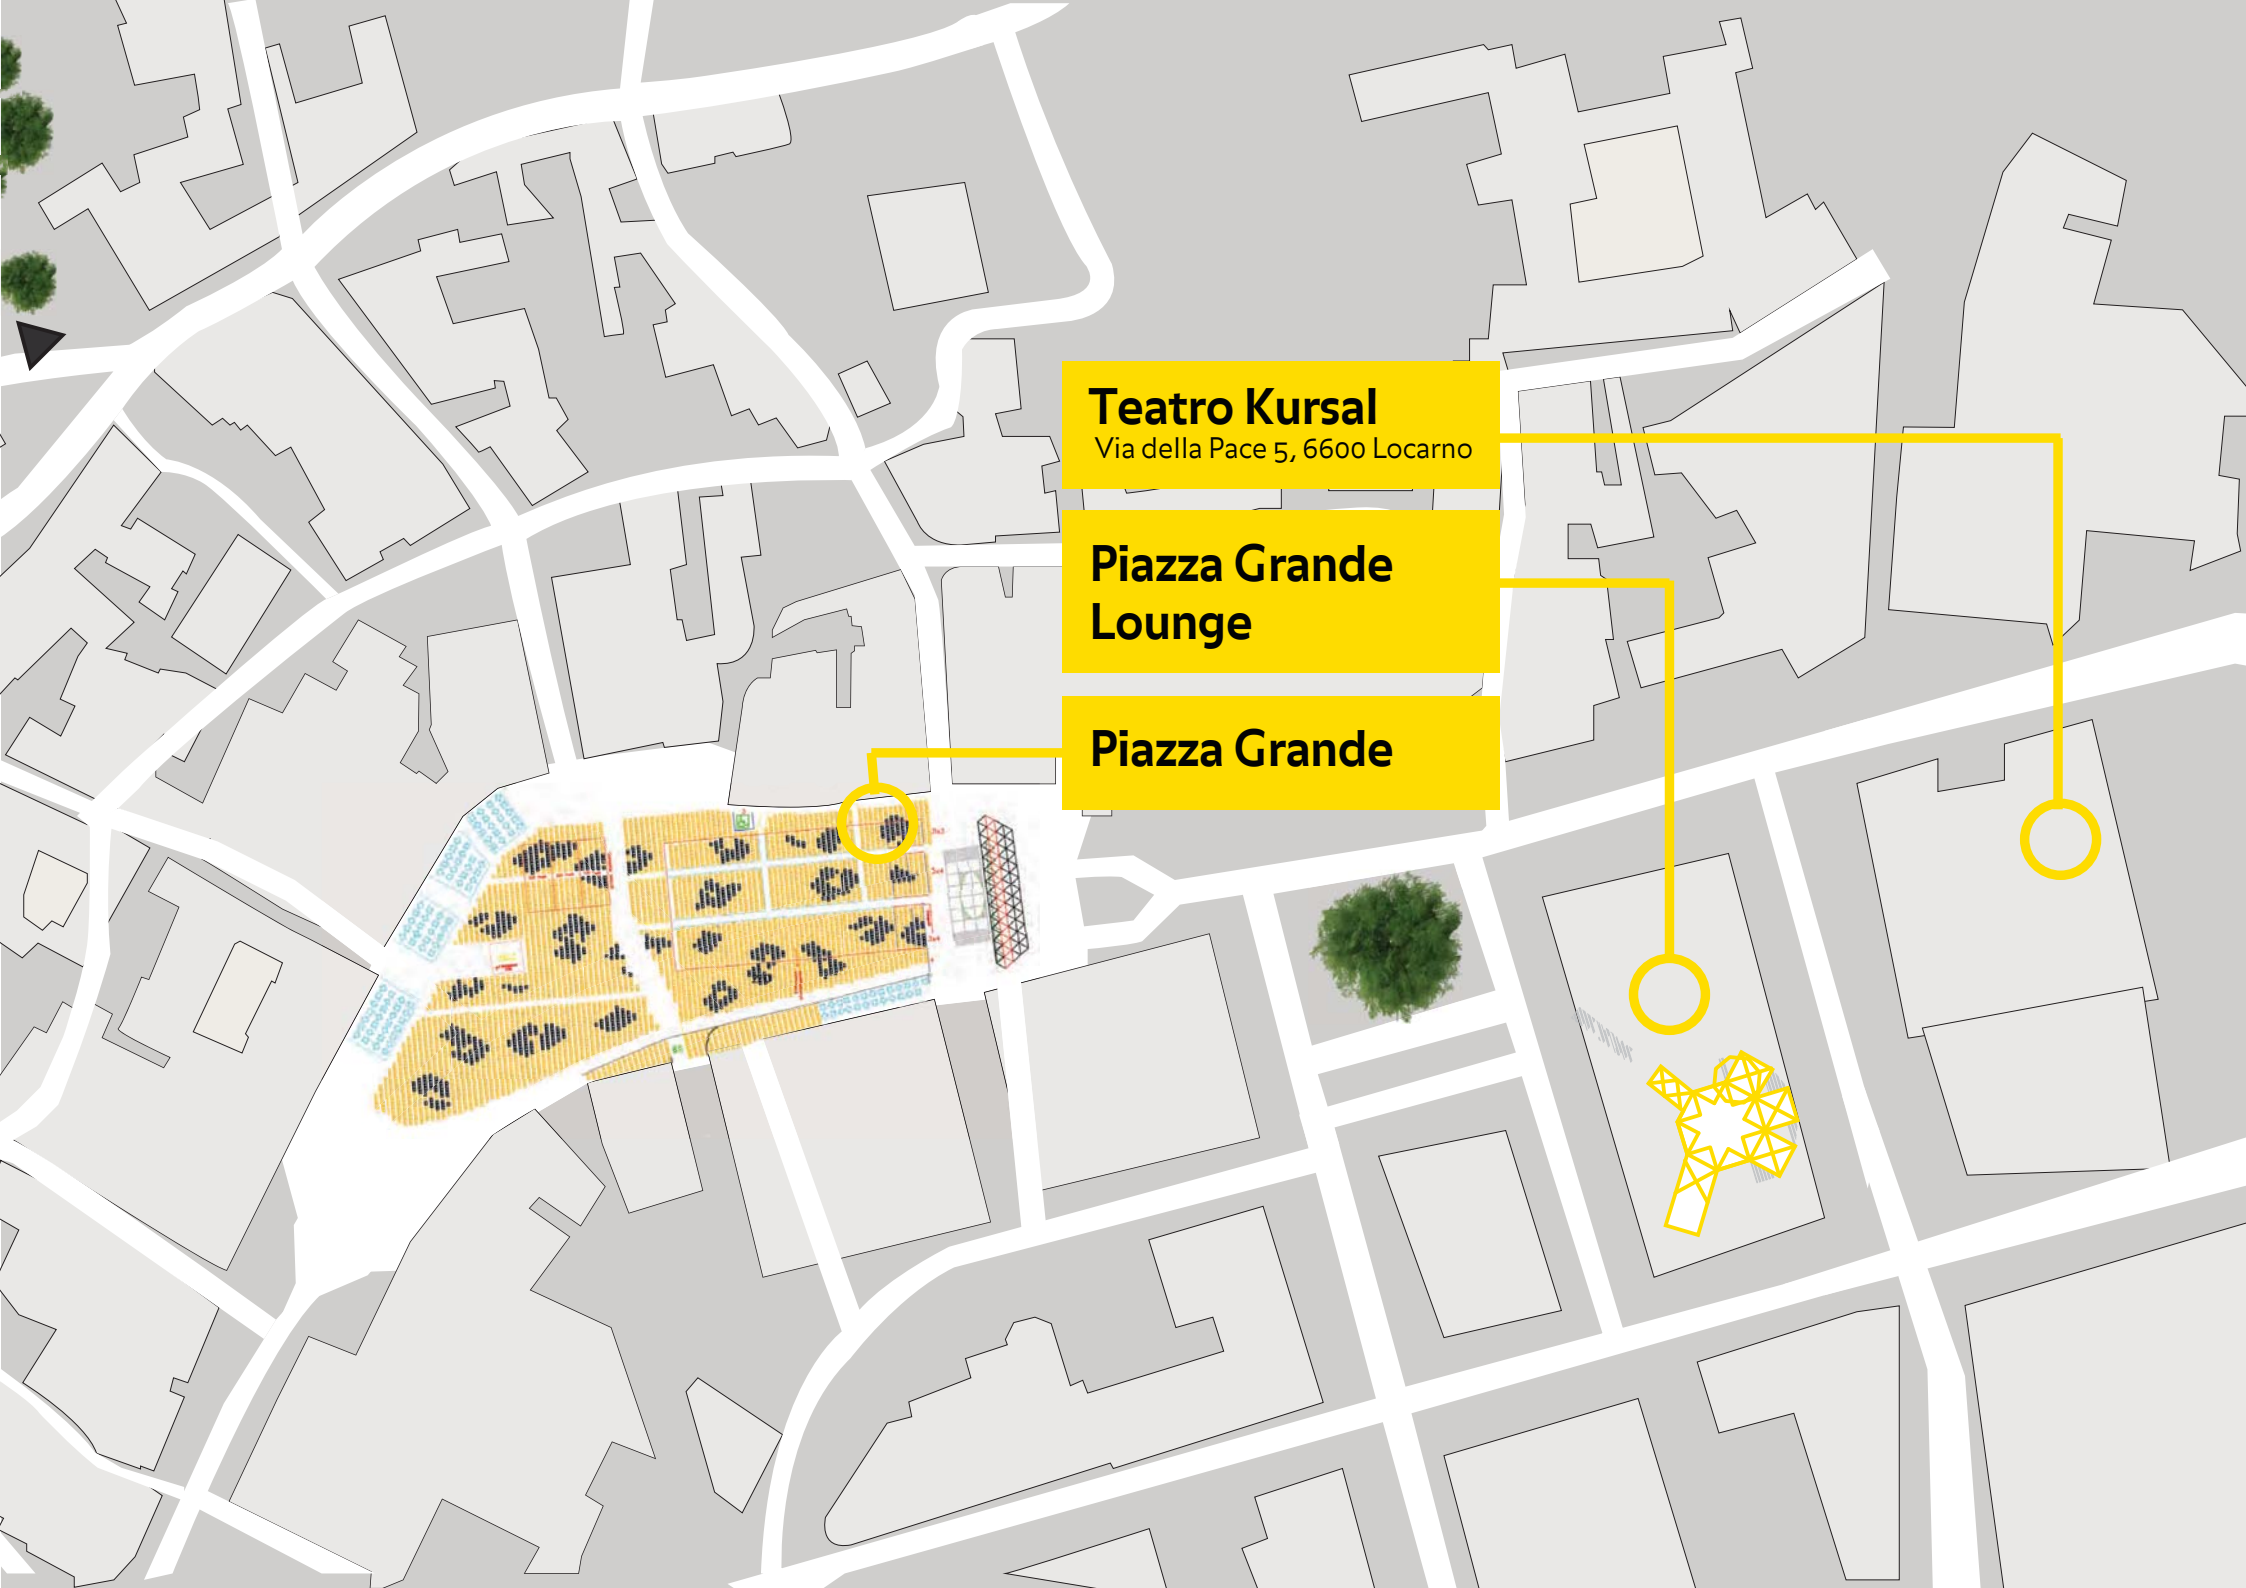 Teatro Kursal
Via della Pace 5, 6600 Locarno
Piazza Grande
Lounge
Piazza Grande